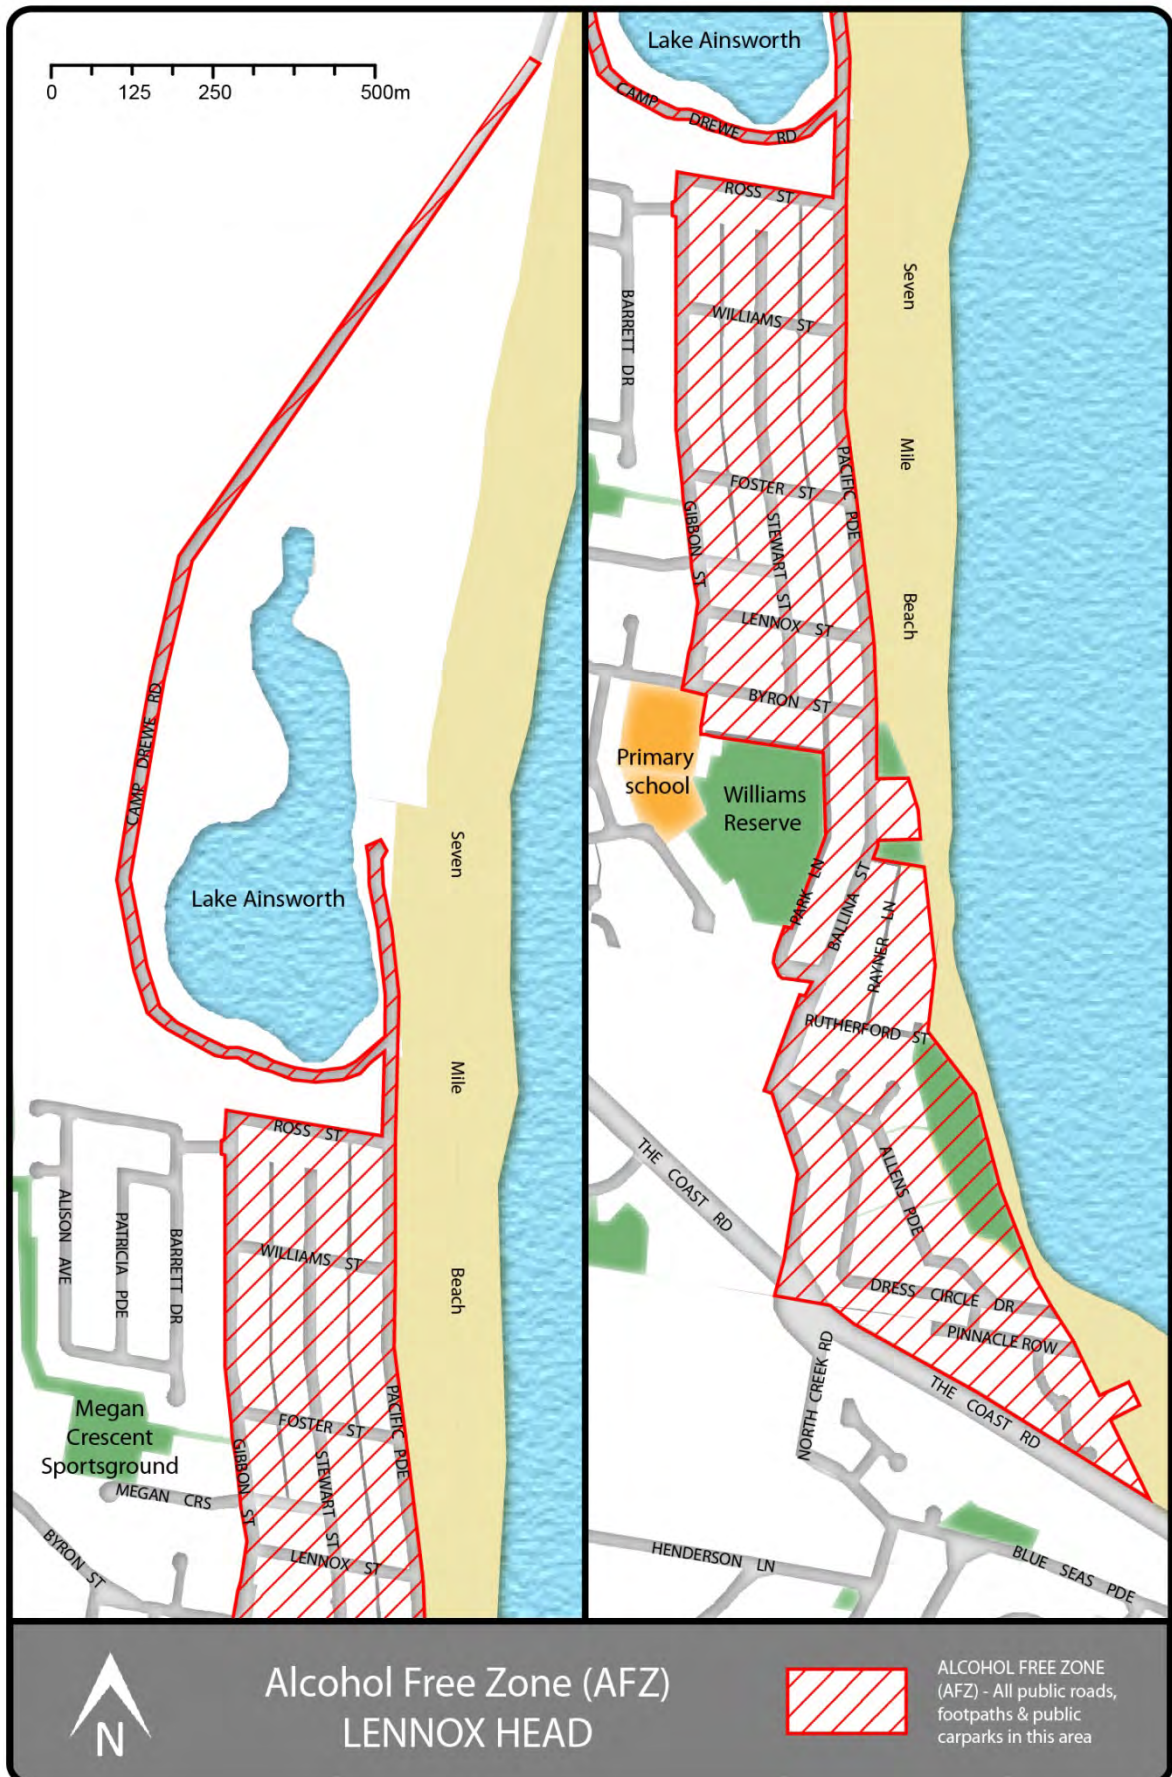 0 125 250 500m
CAMP DREWE RD
Lake Ainsworth
Seven
Mile
Beach
ROSS ST
ALISON AVE
PATRICIA PDE
BARRETT DR
WILLIAMS ST
Megan
Crescent
Sportsground
FOSTER ST
PACIFIC PDE
GIBBON ST
STEWART ST
MEGAN CRS
BYRON ST
LENNOX ST
Lake Ainsworth
CAMP DREWE RD
ROSS ST
Seven
BARRETT DR
WILLIAMS ST
Mile
PACIFIC PDE
FOSTER ST
GIBBON ST
STEWART ST
Beach
LENNOX ST
BYRON ST
Primary
school
Williams
Reserve
PARK LN
BALLINA ST
RAYNER LN
RUTHERFORD ST
THE COAST RD
ALLENS PDE
DRESS CIRCLE DR
PINNACLE ROW
NORTH CREEK RD
THE COAST RD
HENDERSON LN
BLUE SEAS PDE
N
Alcohol Free Zone (AFZ)
LENNOX HEAD
ALCOHOL FREE ZONE
(AFZ) - All public roads,
footpaths & public
carparks in this area